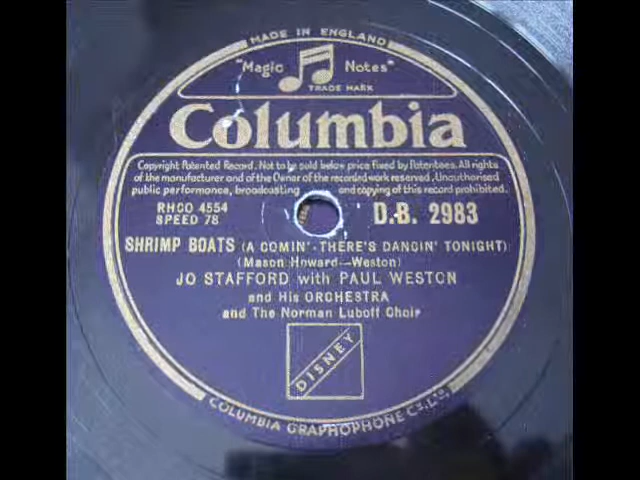 MADE IN ENGLAND
"Magic Notes"
TRADE MARK
Columbia
Copyright Patented Record. Not to be sold below price fixed by Patentees. All rights
of the manufacturer and of the Owner of the recorded work reserved. Unauthorised
public performance, broadcasting and copying of this record prohibited.
RHCO 4554
SPEED 78
D.B. 2983
SHRIMP BOATS (A COMIN'-THERE'S DANCIN' TONIGHT)
(Mason Howard—Weston)
JO STAFFORD with PAUL WESTON
and His ORCHESTRA
and The Norman Luboff Choir
DISNEY
COLUMBIA GRAPHOPHONE Co. LTD.